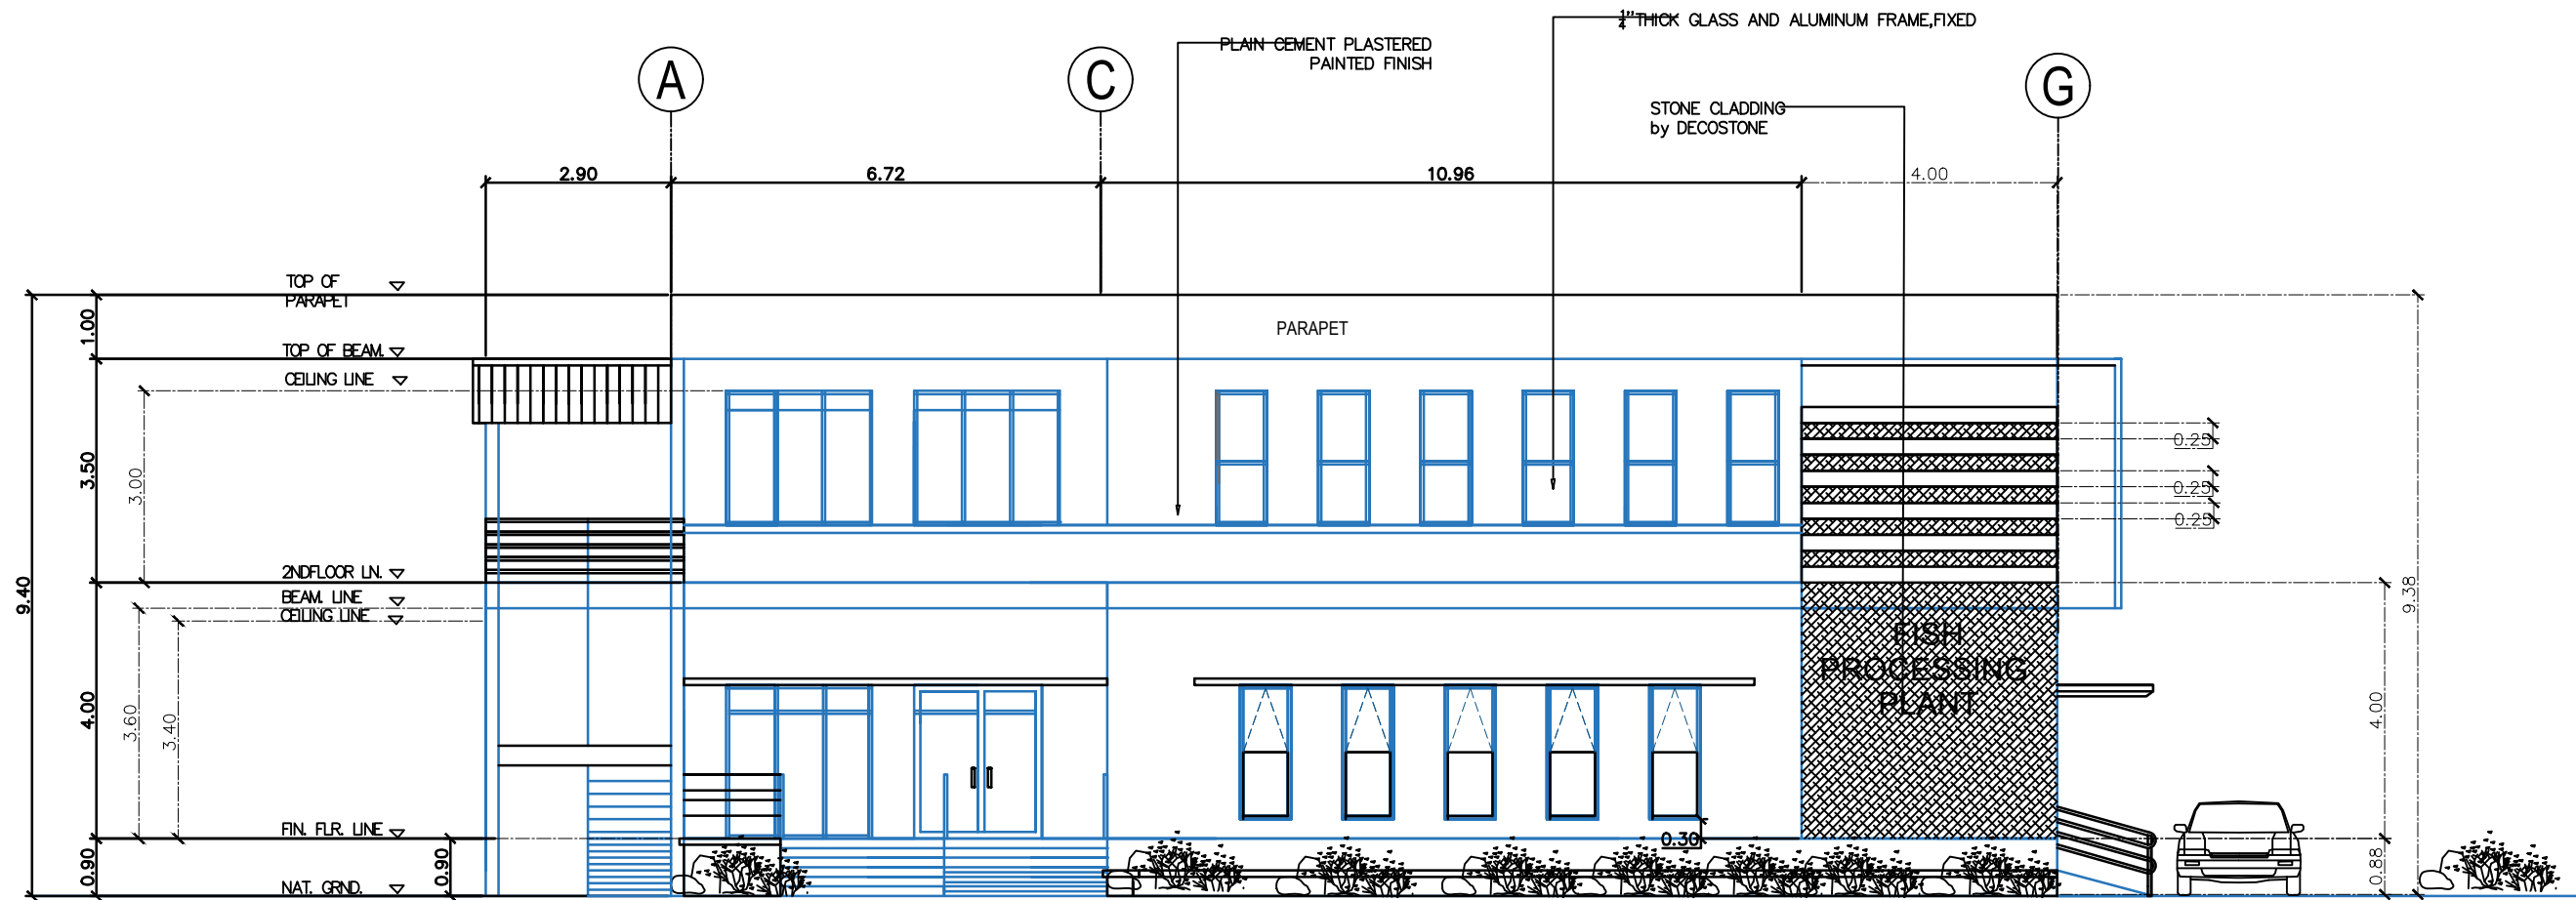 ¼" THICK GLASS AND ALUMINUM FRAME,FIXED
PLAIN CEMENT PLASTERED
PAINTED FINISH
A
C
G
STONE CLADDING
by DECOSTONE
2.90
6.72
10.96
4.00
TOP OF
PARAPET
1.00
PARAPET
TOP OF BEAM.
CEILING LINE
3.50
3.00
0.25
0.25
0.25
2NDFLOOR LN.
BEAM. LINE
CEILING LINE
9.40
9.38
FISH
PROCESSING
PLANT
4.00
3.60
3.40
4.00
FIN. FLR. LINE
0.30
0.90
0.90
0.88
NAT. GRND.